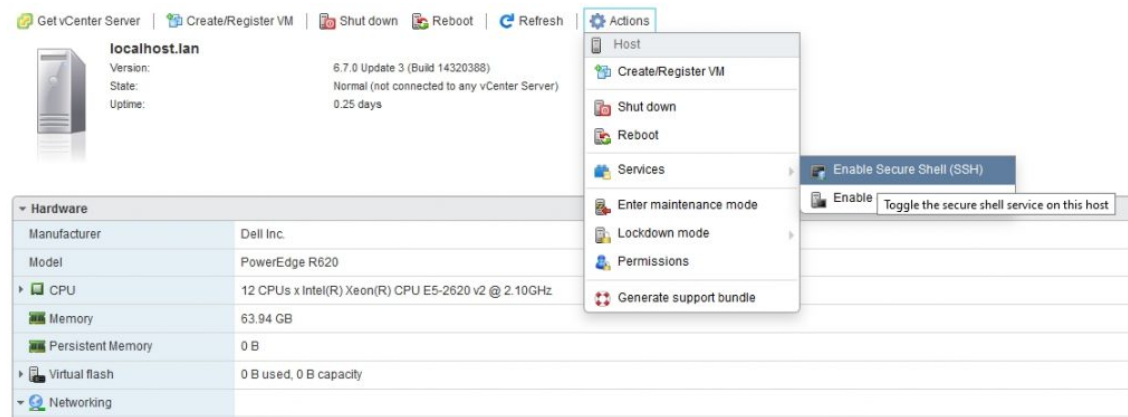 Get vCenter Server | Create/Register VM | Shut down Reboot | Refresh | Actions
localhost.lan
Version: 6.7.0 Update 3 (Build 14320388)
State: Normal (not connected to any vCenter Server)
Uptime: 0.25 days
Host
Create/Register VM
Shut down
Reboot
Services
Enter maintenance mode
Lockdown mode
Permissions
Generate support bundle
Enable Secure Shell (SSH)
Enable
Toggle the secure shell service on this host
Hardware
Manufacturer Dell Inc.
Model PowerEdge R620
CPU 12 CPUs x Intel(R) Xeon(R) CPU E5-2620 v2 @ 2.10GHz
Memory 63.94 GB
Persistent Memory 0 B
Virtual flash 0 B used, 0 B capacity
Networking